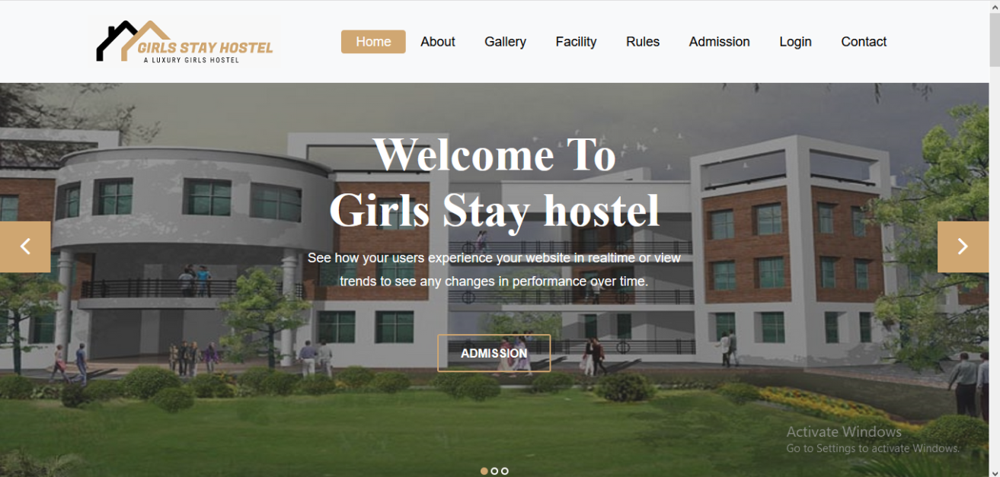 GIRLS STAY HOSTEL
A LUXURY GIRLS HOSTEL
Home About Gallery Facility Rules Admission Login Contact
Welcome To
Girls Stay hostel
See how your users experience your website in realtime or view
trends to see any changes in performance over time.
ADMISSION
Activate Windows
Go to Settings to activate Windows.